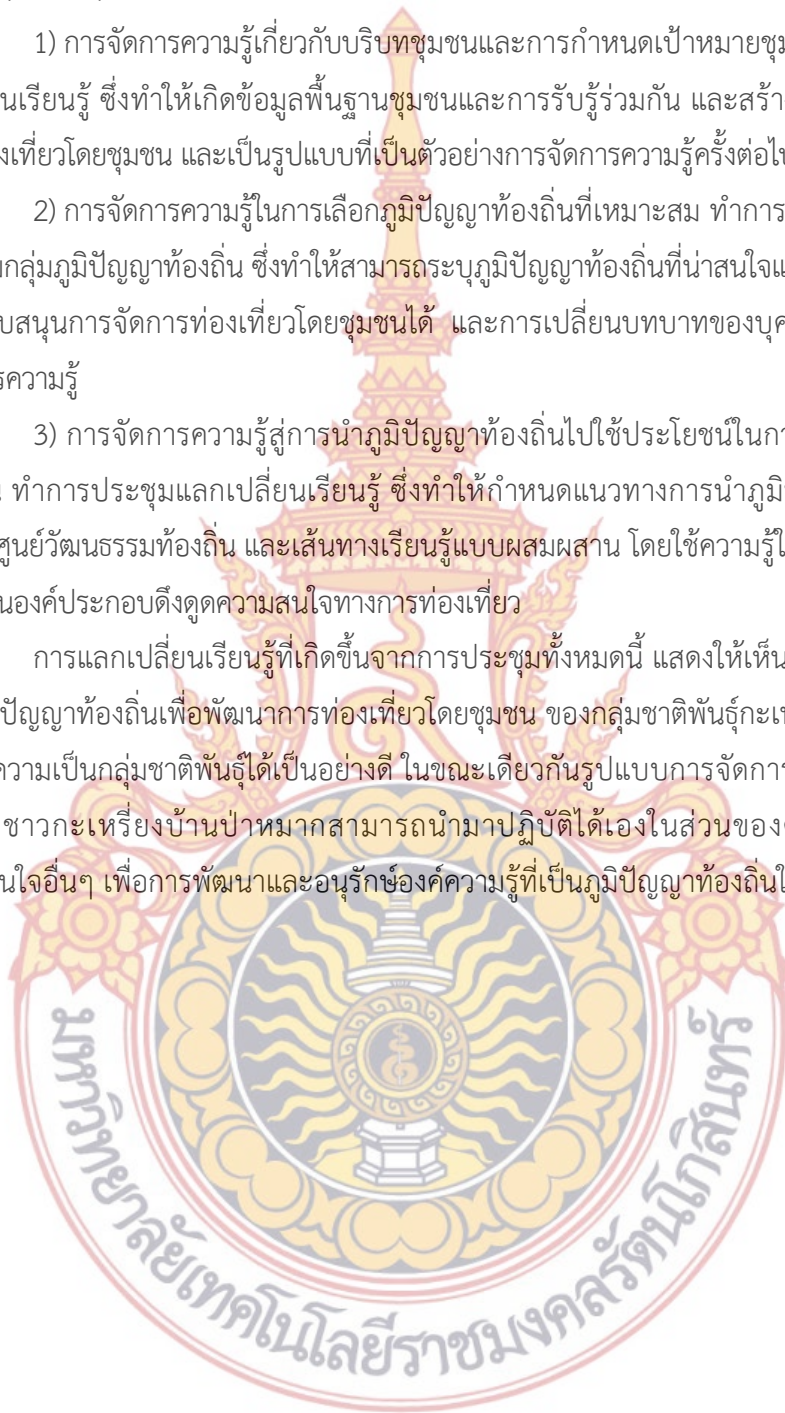 1) การจัดการความรู้เกี่ยวกับบริบทชุมชนและการกำหนดเป้าหมายชุม
นเรียนรู้ ซึ่งทำให้เกิดข้อมูลพื้นฐานชุมชนและการรับรู้ร่วมกัน และสร้า
งเที่ยวโดยชุมชน และเป็นรูปแบบที่เป็นตัวอย่างการจัดการความรู้ครั้งต่อไ
2) การจัดการความรู้ในการเลือกภูมิปัญญาท้องถิ่นที่เหมาะสม ทำการ
กลุ่มภูมิปัญญาท้องถิ่น ซึ่งทำให้สามารถระบุภูมิปัญญาท้องถิ่นที่น่าสนใจแ
บสนุนการจัดการท่องเที่ยวโดยชุมชนได้ และการเปลี่ยนบทบาทของบุค
รความรู้
3) การจัดการความรู้สู่การนำภูมิปัญญาท้องถิ่นไปใช้ประโยชน์ในกา
น ทำการประชุมแลกเปลี่ยนเรียนรู้ ซึ่งทำให้กำหนดแนวทางการนำภูมิ
ศูนย์วัฒนธรรมท้องถิ่น และเส้นทางเรียนรู้แบบผสมผสาน โดยใช้ความรู้ใ
นองค์ประกอบดึงดูดความสนใจทางการท่องเที่ยว
การแลกเปลี่ยนเรียนรู้ที่เกิดขึ้นจากการประชุมทั้งหมดนี้ แสดงให้เห็น
ปัญญาท้องถิ่นเพื่อพัฒนาการท่องเที่ยวโดยชุมชน ของกลุ่มชาติพันธุ์กะเห
ความเป็นกลุ่มชาติพันธุ์ได้เป็นอย่างดี ในขณะเดียวกันรูปแบบการจัดการ
ชาวกะเหรี่ยงบ้านป่าหมากสามารถนำมาปฏิบัติได้เองในส่วนของ
นใจอื่นๆ เพื่อการพัฒนาและอนุรักษ์องค์ความรู้ที่เป็นภูมิปัญญาท้องถิ่นใ
มหาวิทยาลัยเทคโนโลยีราชมงคลรัตนโกสินทร์